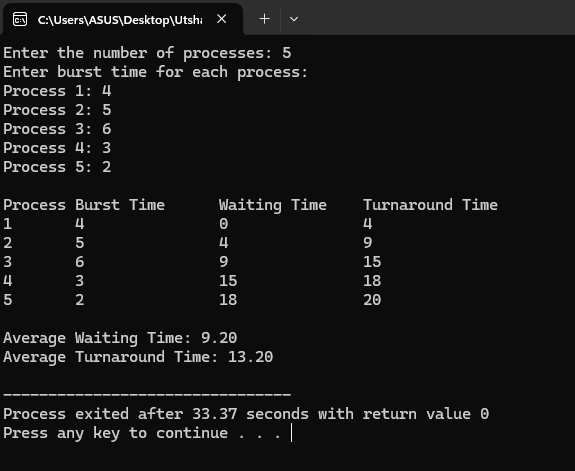 C:\Users\ASUS\Desktop\Utsha
Enter the number of processes: 5
Enter burst time for each process:
Process 1: 4
Process 2: 5
Process 3: 6
Process 4: 3
Process 5: 2
Process Burst Time Waiting Time Turnaround Time
1 4 0 4
2 5 4 9
3 6 9 15
4 3 15 18
5 2 18 20
Average Waiting Time: 9.20
Average Turnaround Time: 13.20
--------------------------------
Process exited after 33.37 seconds with return value 0
Press any key to continue . . .